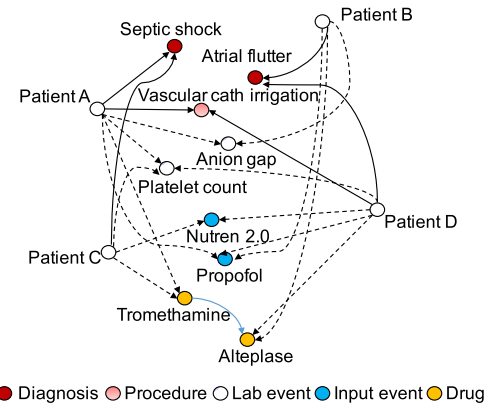 Patient B
Septic shock
Atrial flutter
Patient A
Vascular cath irrigation
Anion gap
Platelet count
Patient D
Nutren 2.0
Patient C
Propofol
Tromethamine
Alteplase
Diagnosis Procedure Lab event Input event Drug